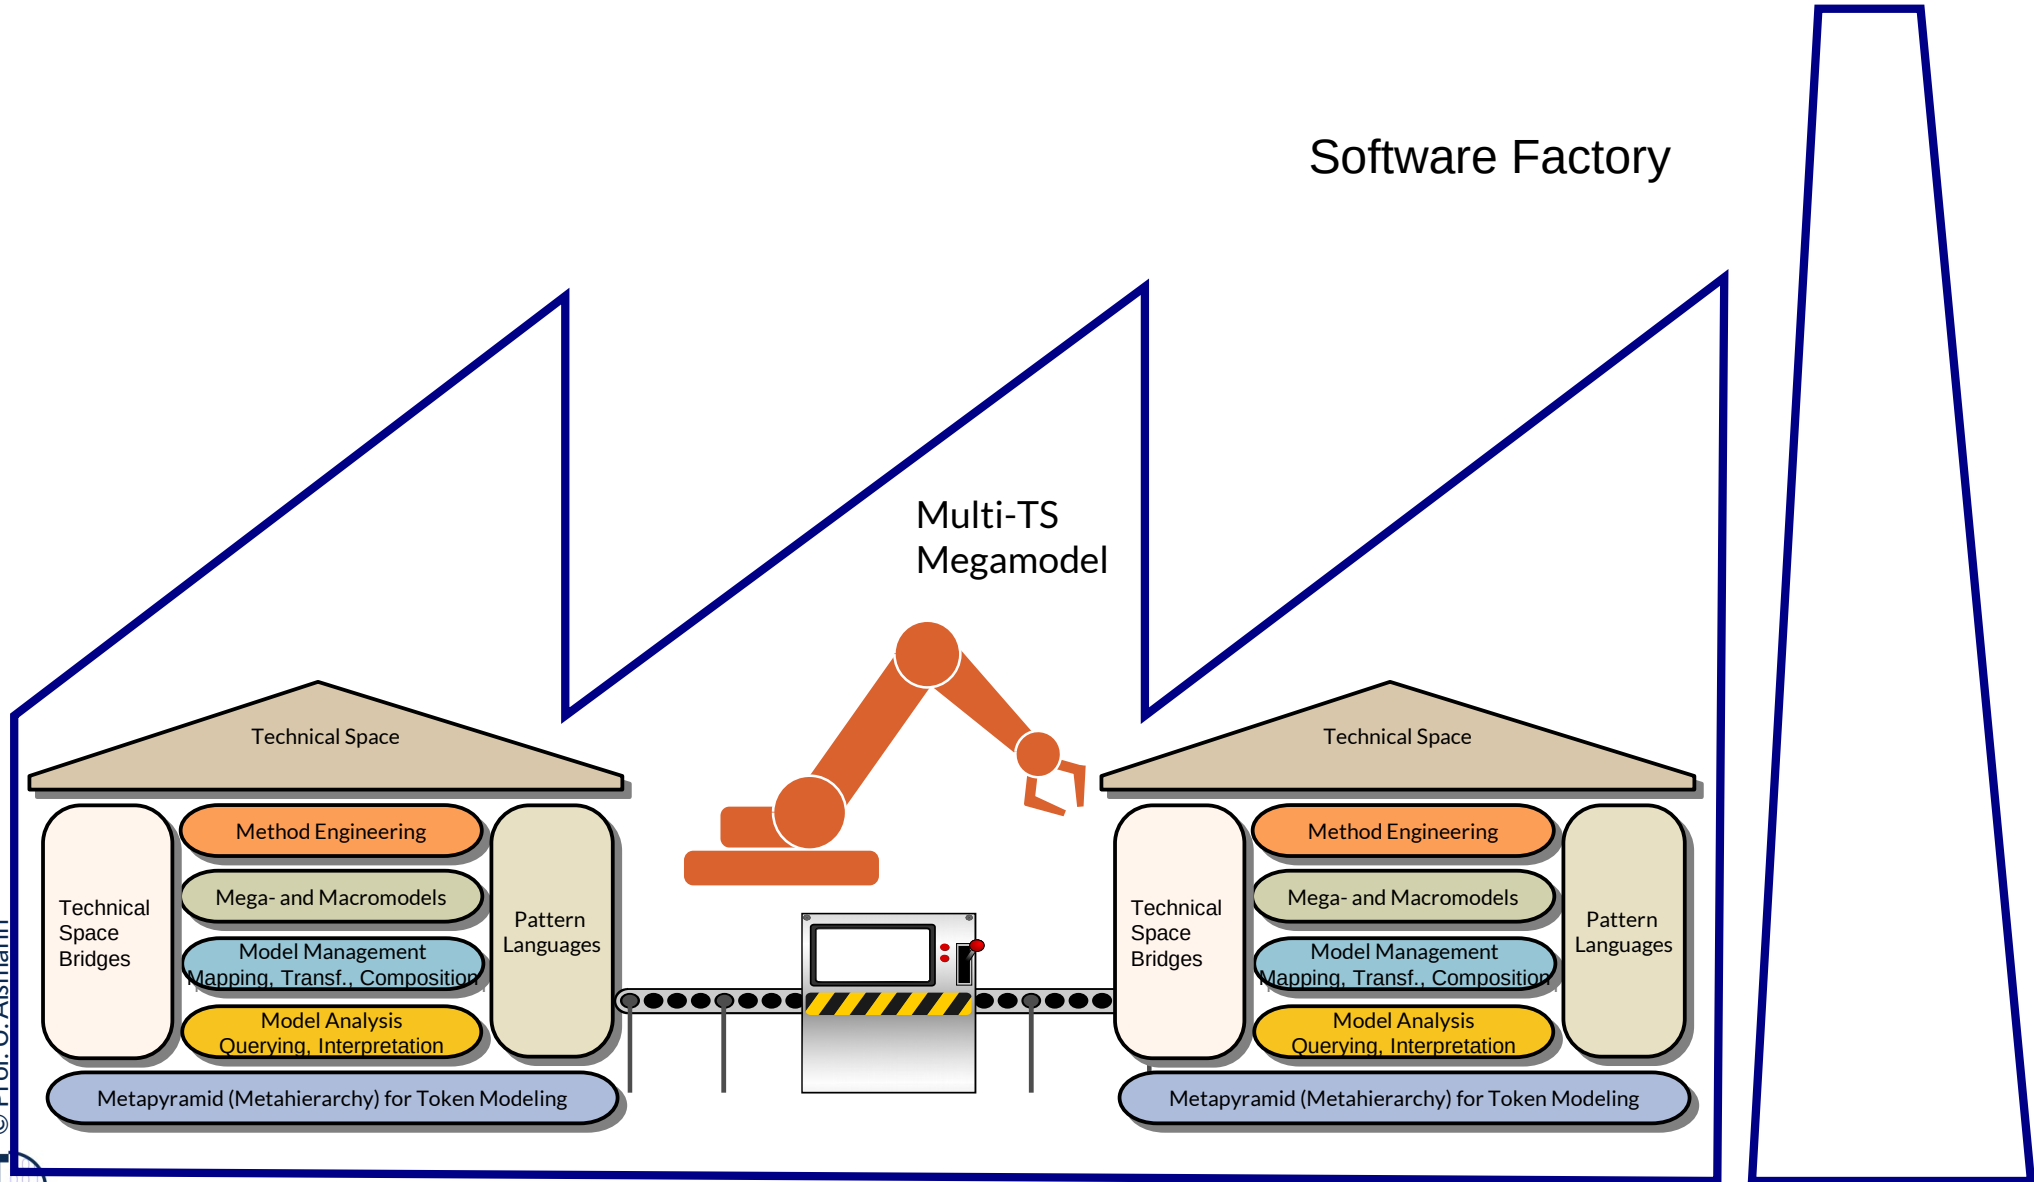 Software Factory
Multi-TS
Megamodel
Technical Space
Technical
Space
Bridges
Method Engineering
Mega- and Macromodels
Model Management
Mapping, Transf., Composition
Model Analysis
Querying, Interpretation
Pattern
Languages
Metapyramid (Metahierarchy) for Token Modeling
Technical Space
Technical
Space
Bridges
Method Engineering
Mega- and Macromodels
Model Management
Mapping, Transf., Composition
Model Analysis
Querying, Interpretation
Pattern
Languages
Metapyramid (Metahierarchy) for Token Modeling
© Prof. U. Aßmann